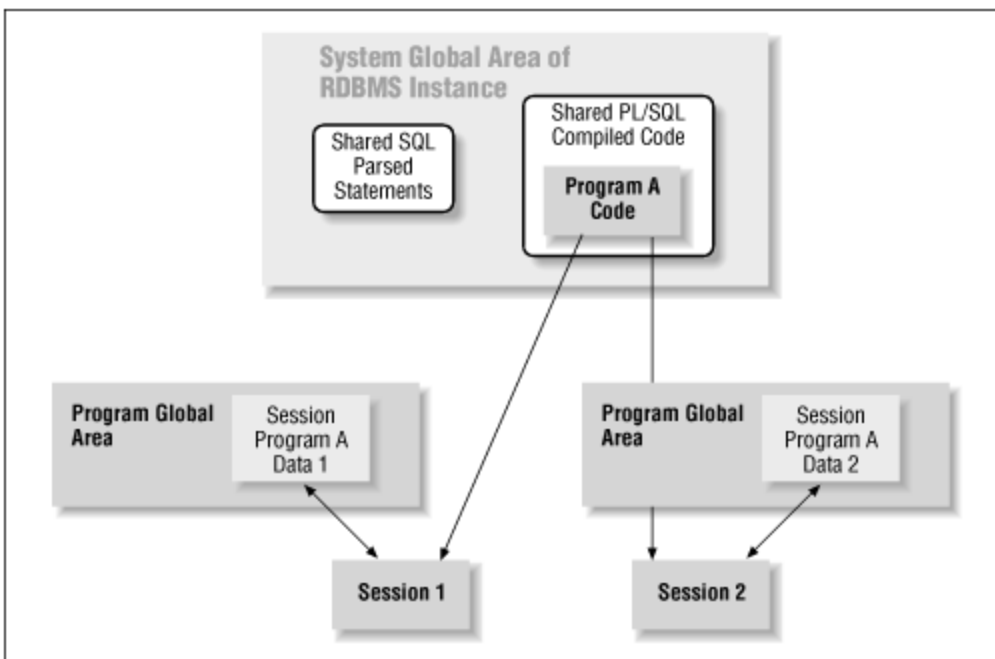 System Global Area of
RDBMS Instance
Shared SQL
Parsed
Statements
Shared PL/SQL
Compiled Code
Program A
Code
Program Global
Area
Session
Program A
Data 1
Program Global
Area
Session
Program A
Data 2
Session 1
Session 2